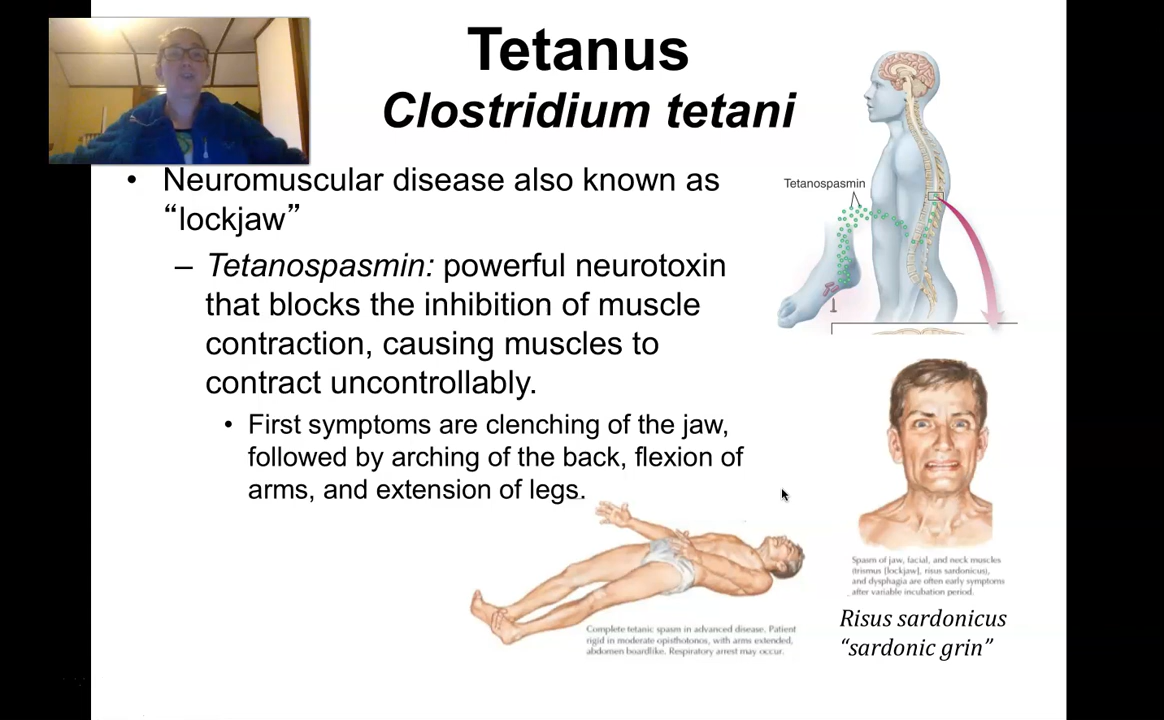 Tetanus
Clostridium tetani
• Neuromuscular disease also known as
“lockjaw”
– Tetanospasmin: powerful neurotoxin
that blocks the inhibition of muscle
contraction, causing muscles to
contract uncontrollably.
• First symptoms are clenching of the jaw,
followed by arching of the back, flexion of
arms, and extension of legs.
Tetanospasmin
Spasm of jaw, facial, and neck muscles
(trismus [lockjaw], risus sardonicus),
and dysphagia are often early symptoms
after variable incubation period.
Risus sardonicus
“sardonic grin”
Complete tetanic spasm in advanced disease. Patient
rigid in moderate opisthotonos, with arms extended,
abdomen boardlike. Respiratory arrest may occur.